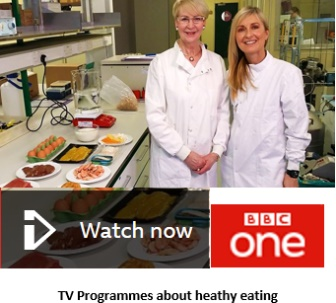 Watch now
BBC
one
TV Programmes about heathy eating